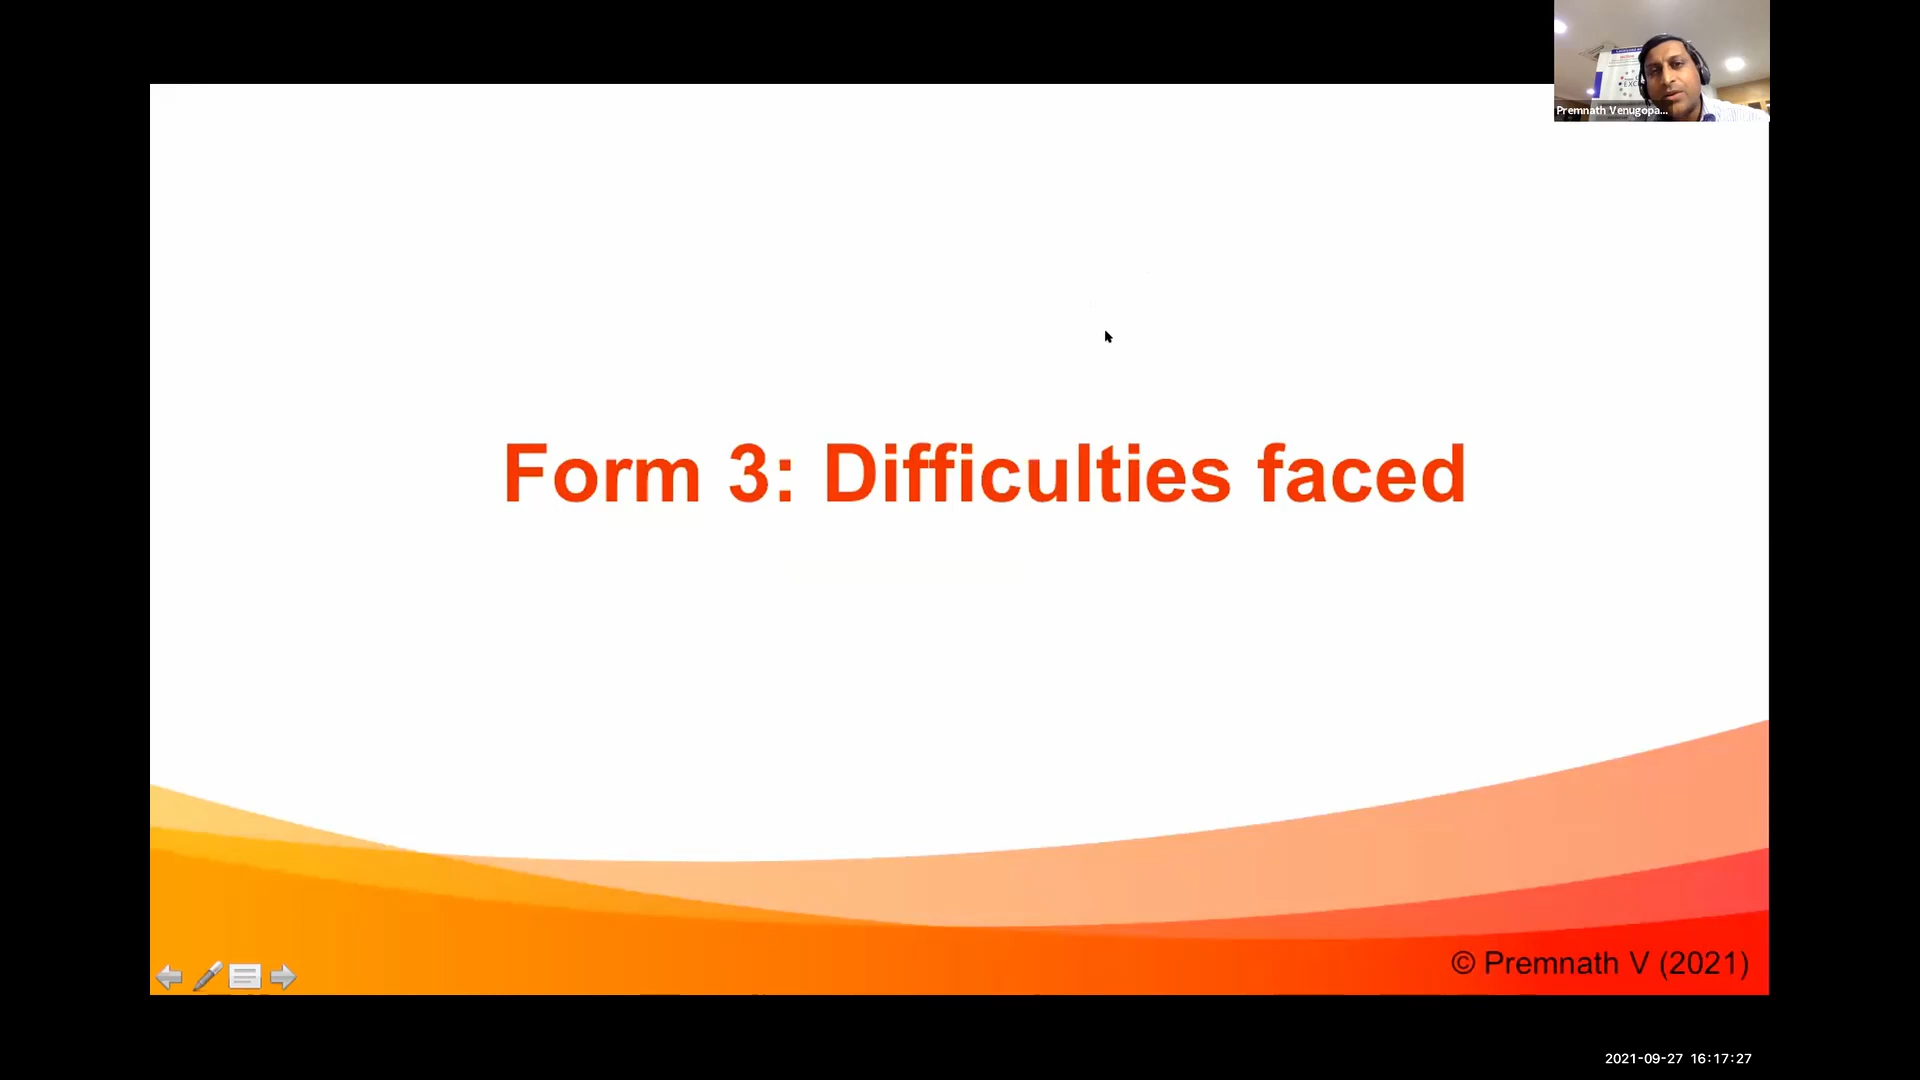 Premnath Venugopa...
Form 3: Difficulties faced
© Premnath V (2021)
2021-09-27 16:17:27